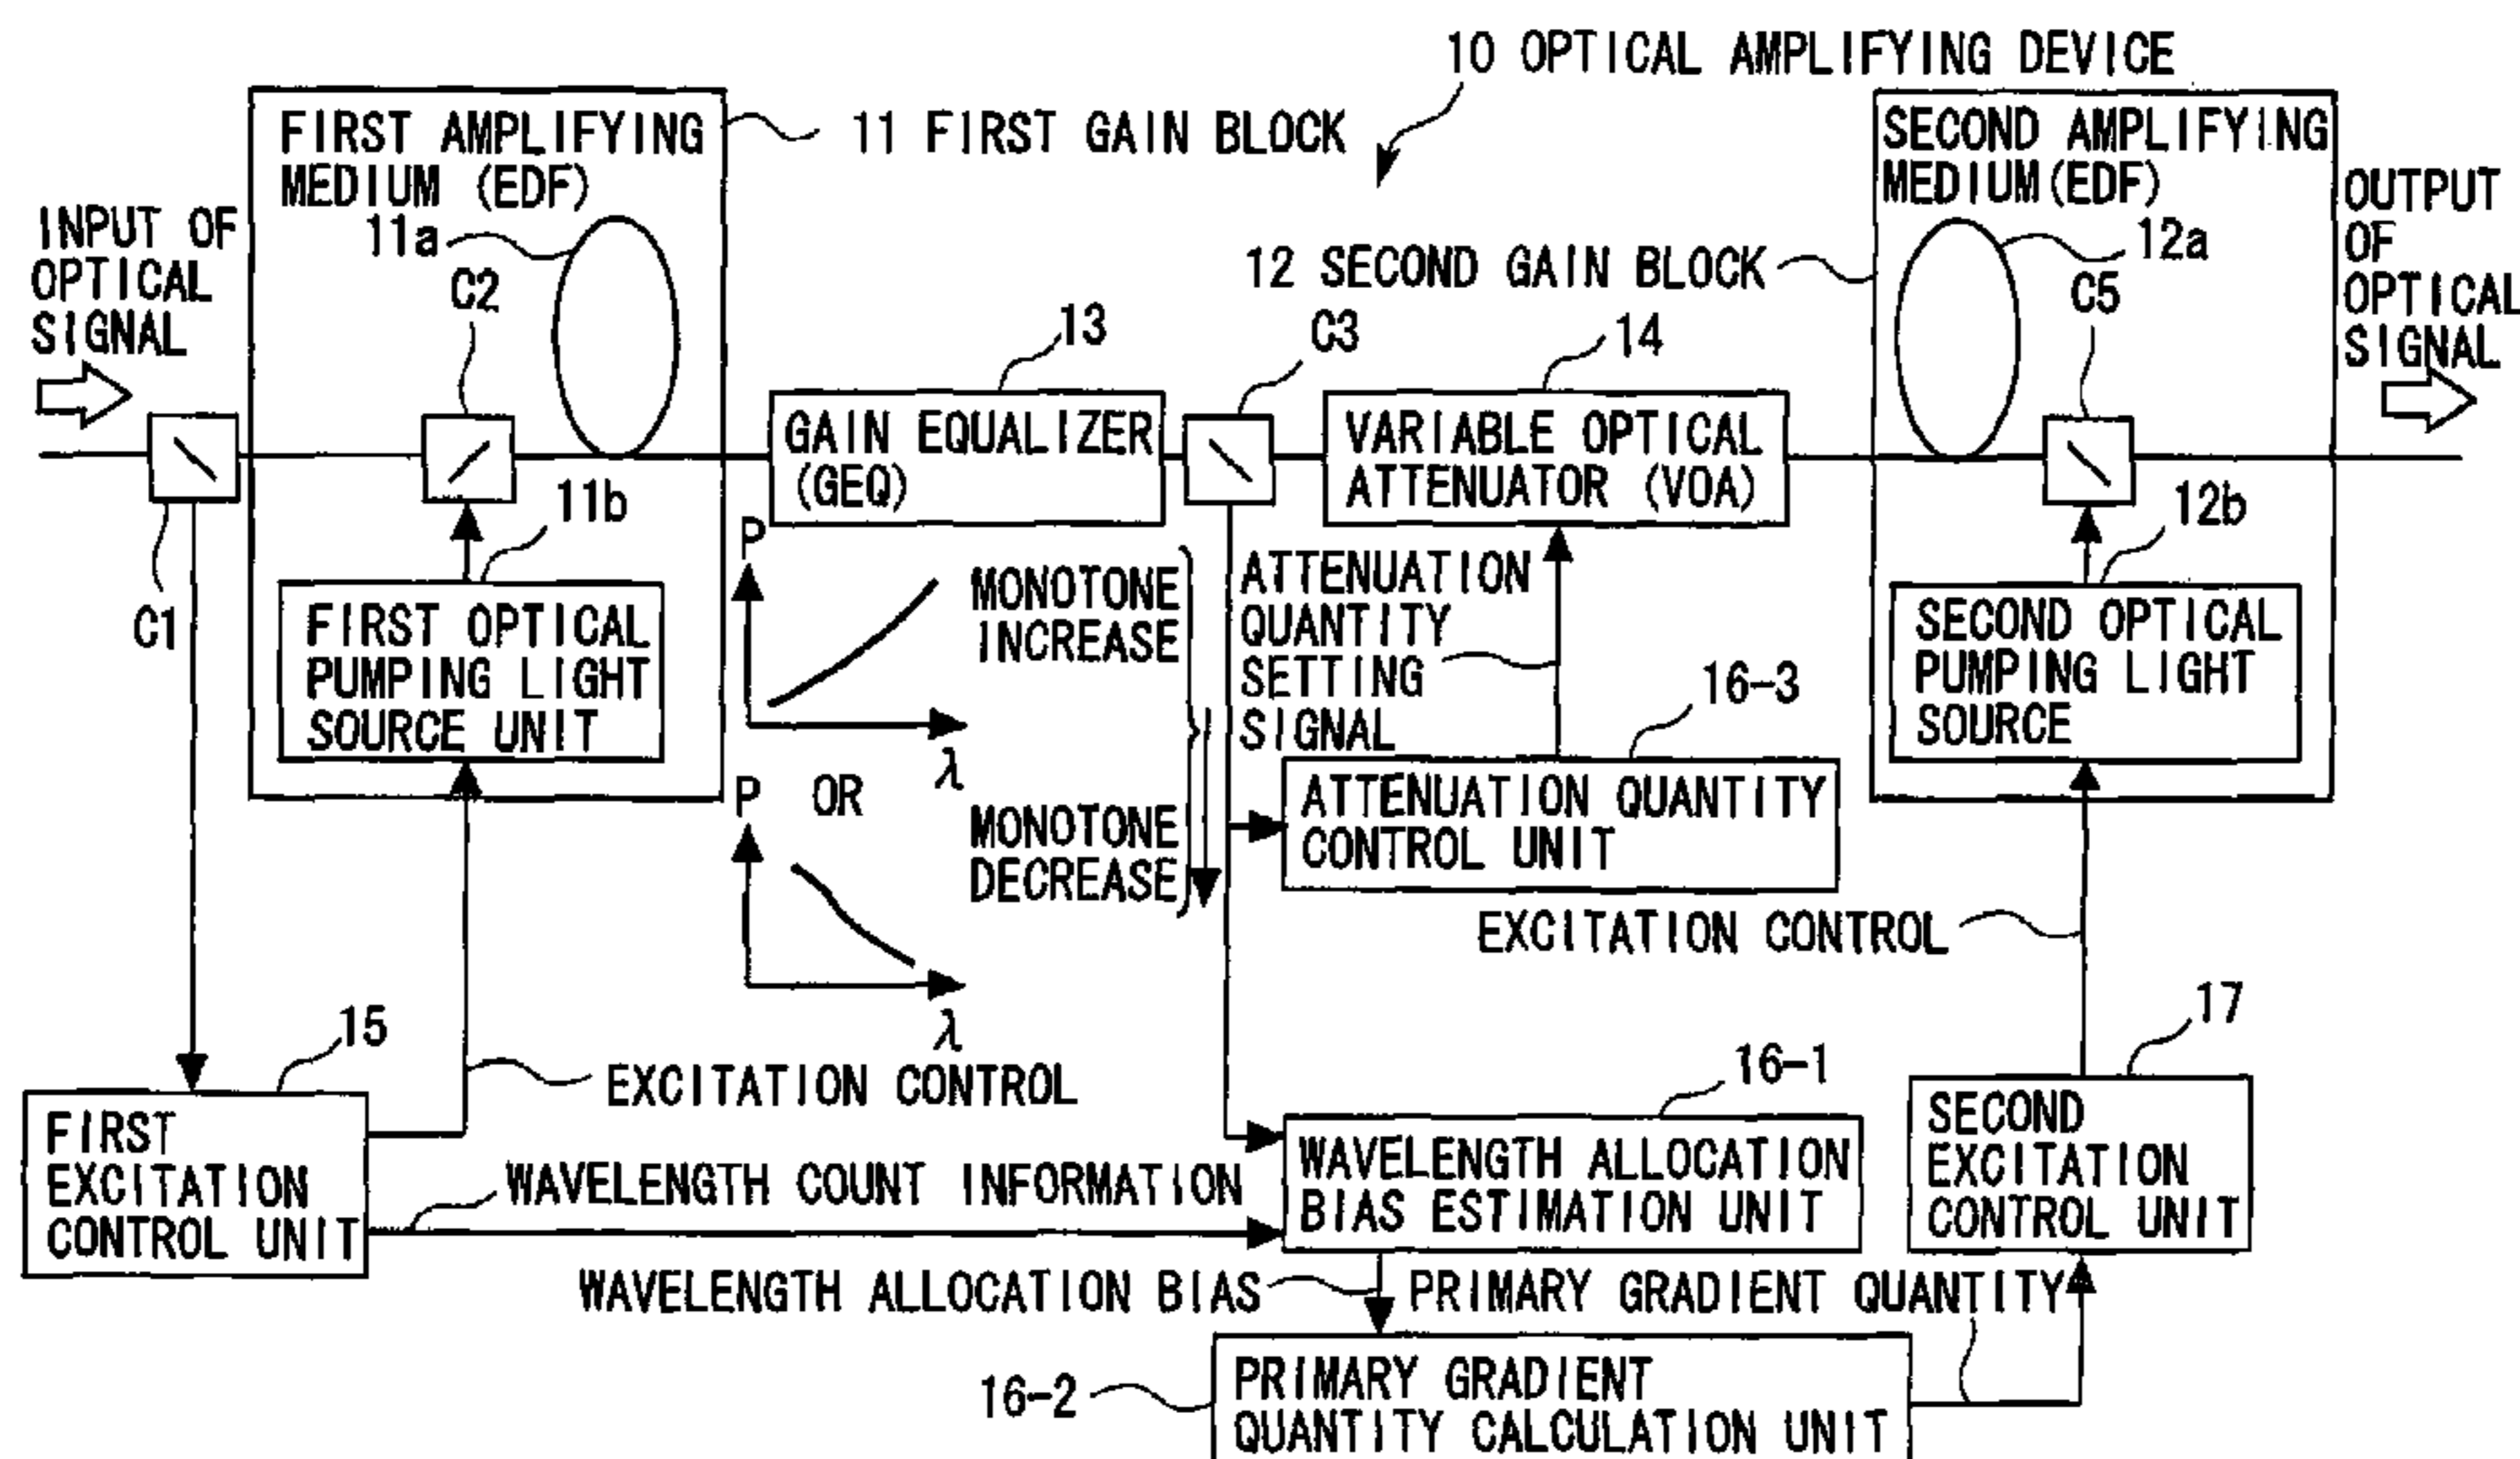 10 OPTICAL AMPLIFYING DEVICE
FIRST AMPLIFYING
MEDIUM (EDF)
11 FIRST GAIN BLOCK
SECOND AMPLIFYING
MEDIUM(EDF)
INPUT OF
OPTICAL
SIGNAL
11a
C2
12 SECOND GAIN BLOCK
12a
C5
OUTPUT
OF
OPTICAL
SIGNAL
13
C3
14
GAIN EQUALIZER
(GEQ)
VARIABLE OPTICAL
ATTENUATOR (VOA)
C1
11b
12b
FIRST OPTICAL
PUMPING LIGHT
SOURCE UNIT
P
λ
MONOTONE
INCREASE
OR
P
λ
MONOTONE
DECREASE
ATTENUATION
QUANTITY
SETTING
SIGNAL
16-3
ATTENUATION QUANTITY
CONTROL UNIT
SECOND OPTICAL
PUMPING LIGHT
SOURCE
EXCITATION CONTROL
15
EXCITATION CONTROL
16-1
17
FIRST
EXCITATION
CONTROL UNIT
WAVELENGTH COUNT INFORMATION
WAVELENGTH ALLOCATION
BIAS ESTIMATION UNIT
SECOND
EXCITATION
CONTROL UNIT
WAVELENGTH ALLOCATION BIAS
PRIMARY GRADIENT QUANTITY
16-2
PRIMARY GRADIENT
QUANTITY CALCULATION UNIT